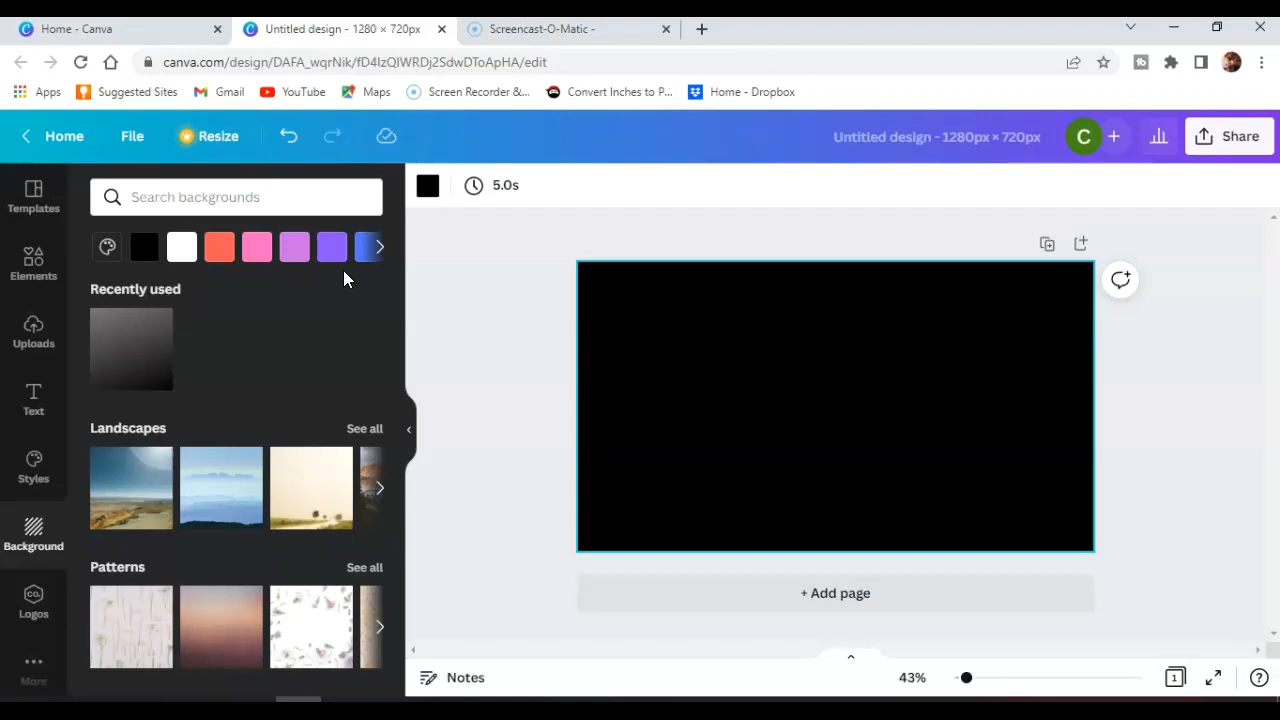 Home - Canva
Untitled design - 1280 × 720px
Screencast-O-Matic -
canva.com/design/DAFA_wqrNik/fD4IzQIWRDj2SdwDToApHA/edit
Apps
Suggested Sites
Gmail
YouTube
Maps
Screen Recorder &...
Convert Inches to P...
Home - Dropbox
Home
File
Resize
Untitled design - 1280px × 720px
C
Share
Templates
Search backgrounds
5.0s
Elements
Recently used
Uploads
Text
Landscapes
See all
Styles
Background
Patterns
See all
+ Add page
CO.
Logos
More
Notes
43%
1